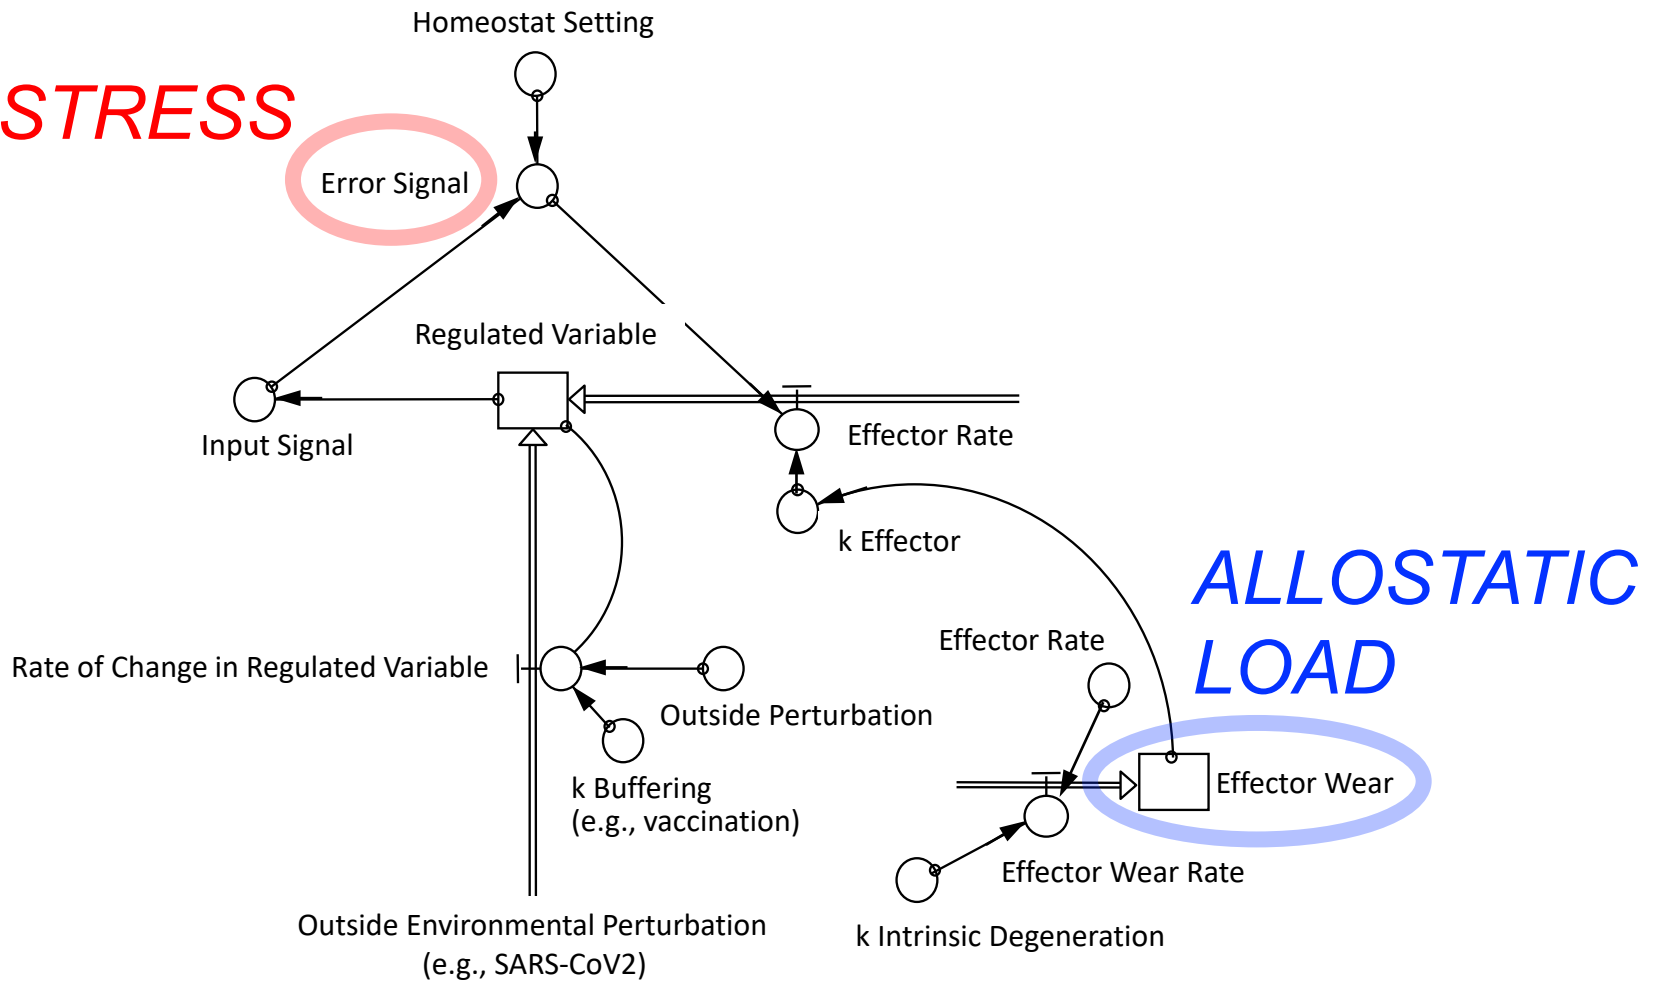 Homeostat Setting
STRESS
Error Signal
Regulated Variable
Input Signal
Effector Rate
k Effector
ALLOSTATIC
LOAD
Effector Rate
Rate of Change in Regulated Variable
Outside Perturbation
k Buffering
(e.g., vaccination)
Effector Wear
Effector Wear Rate
k Intrinsic Degeneration
Outside Environmental Perturbation
(e.g., SARS-CoV2)